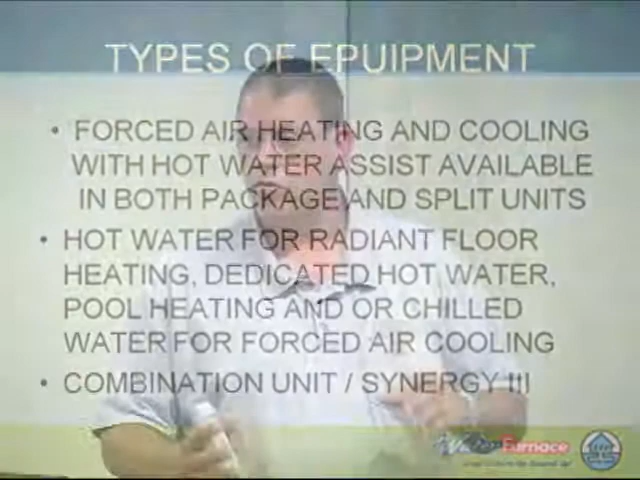 TYPES OF EPUIPMENT
• FORCED AIR HEATING AND COOLING
WITH HOT WATER ASSIST AVAILABLE
IN BOTH PACKAGE AND SPLIT UNITS
• HOT WATER FOR RADIANT FLOOR
HEATING, DEDICATED HOT WATER,
POOL HEATING AND OR CHILLED
WATER FOR FORCED AIR COOLING
• COMBINATION UNIT / SYNERGY III
WaterFurnace